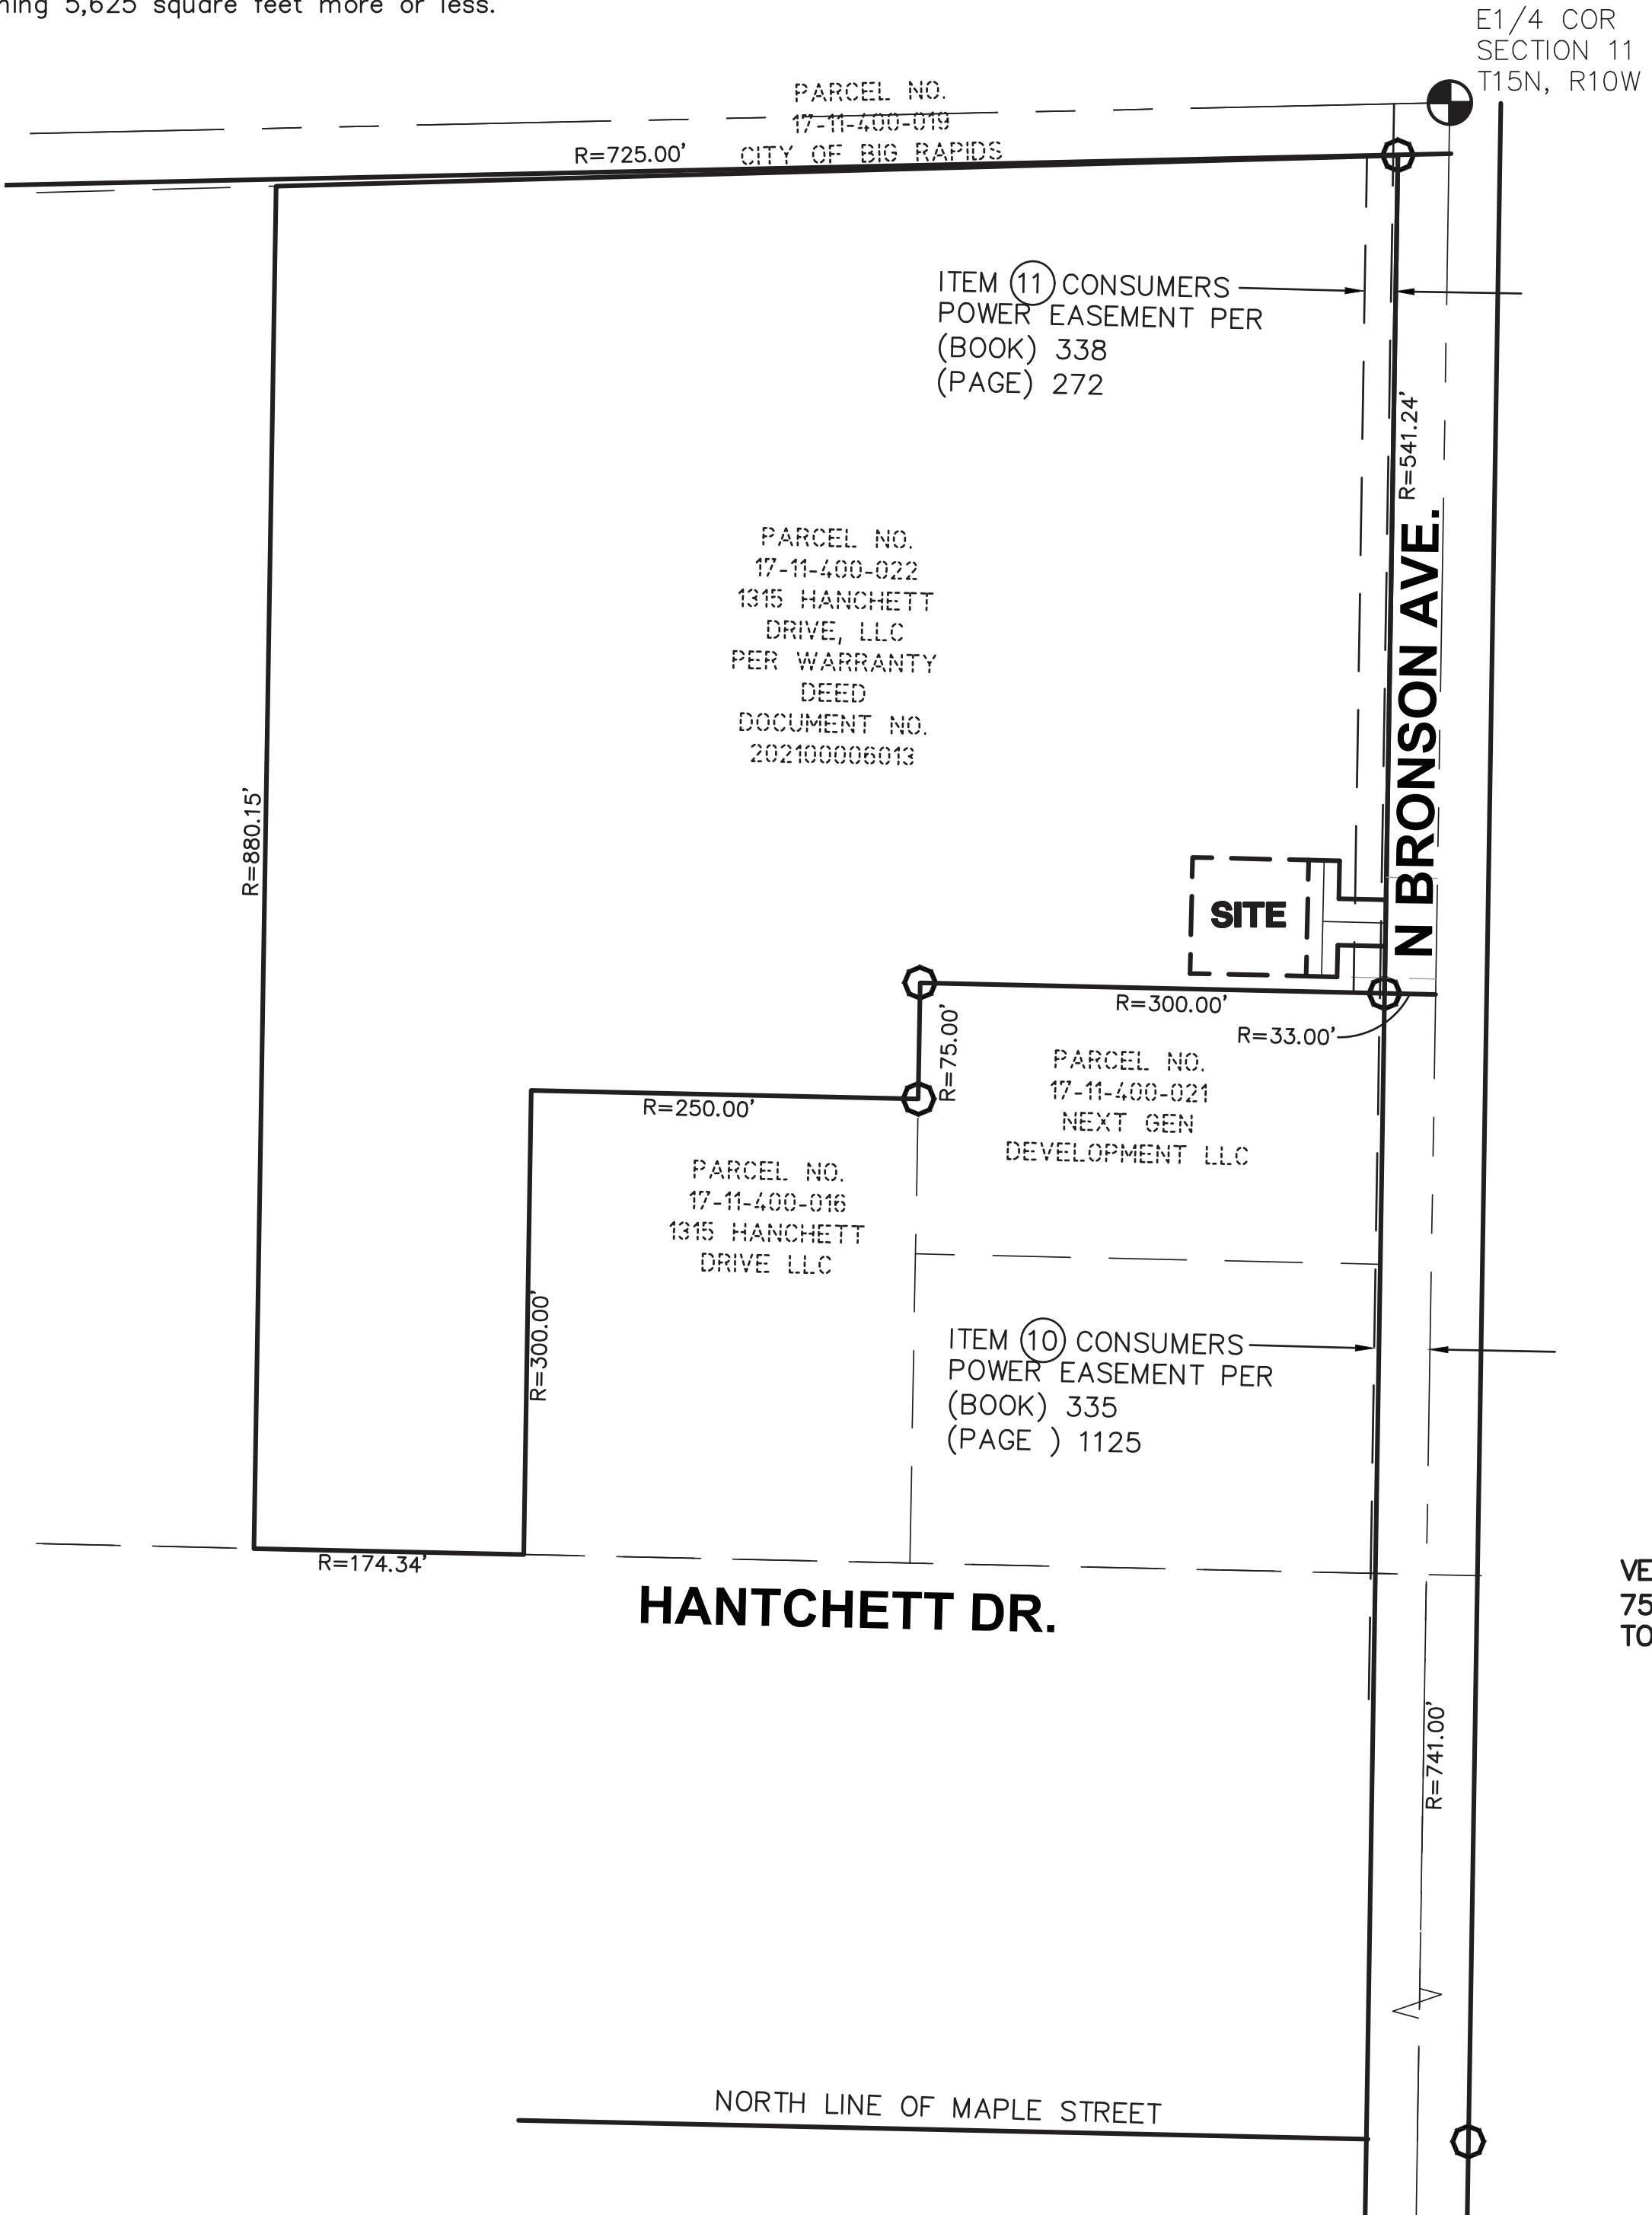 ning 5,625 square feet more or less.
E1/4 COR
SECTION 11
T15N, R10W
PARCEL NO.
17-11-400-019
CITY OF BIG RAPIDS
R=725.00'
ITEM 11 CONSUMERS
POWER EASEMENT PER
(BOOK) 338
(PAGE) 272
R=541.24'
N BRONSON AVE.
PARCEL NO.
17-11-400-022
1315 HANCHETT
DRIVE, LLC
PER WARRANTY
DEED
DOCUMENT NO.
202100006013
R=880.15'
SITE
R=300.00'
R=33.00'
R=75.00'
R=250.00'
PARCEL NO.
17-11-400-021
NEXT GEN
DEVELOPMENT LLC
PARCEL NO.
17-11-400-016
1315 HANCHETT
DRIVE LLC
R=300.00'
ITEM 10 CONSUMERS
POWER EASEMENT PER
(BOOK) 335
(PAGE ) 1125
R=174.34'
HANTCHETT DR.
VE
75
TO
R=741.00'
NORTH LINE OF MAPLE STREET